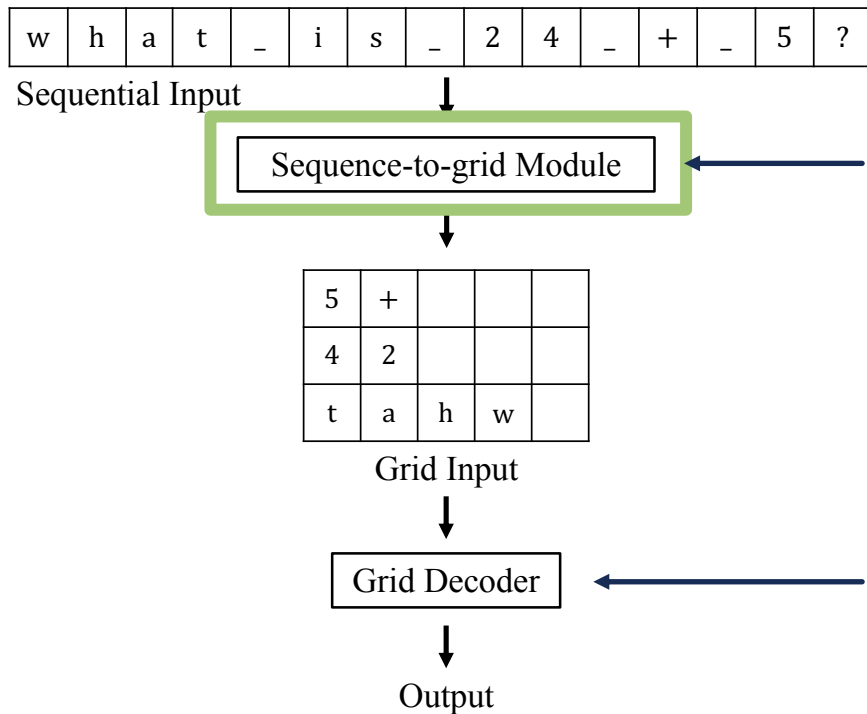 w h a t _ i s _ 2 4 _ + _ 5 ?
Sequential Input
Sequence-to-grid Module
5 +
4 2
t a h w
Grid Input
Grid Decoder
Output